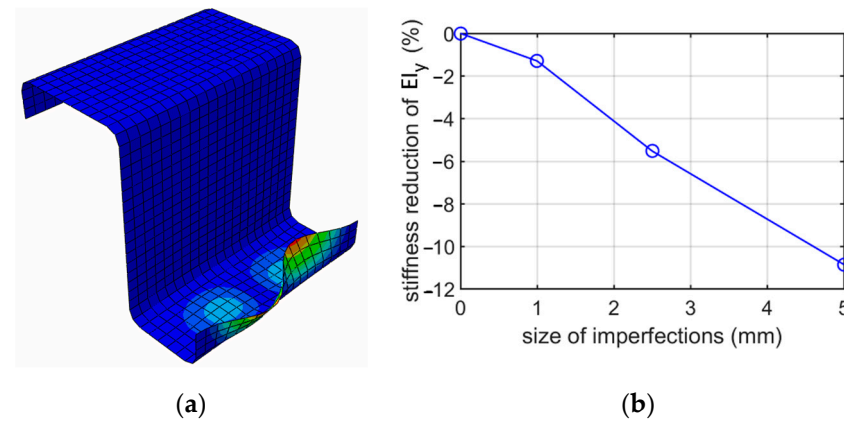 0
−2
−4
−6
−8
−10
−12
stiffness reduction of EIy (%)
0 1 2 3 4 5
size of imperfections (mm)
(a) (b)